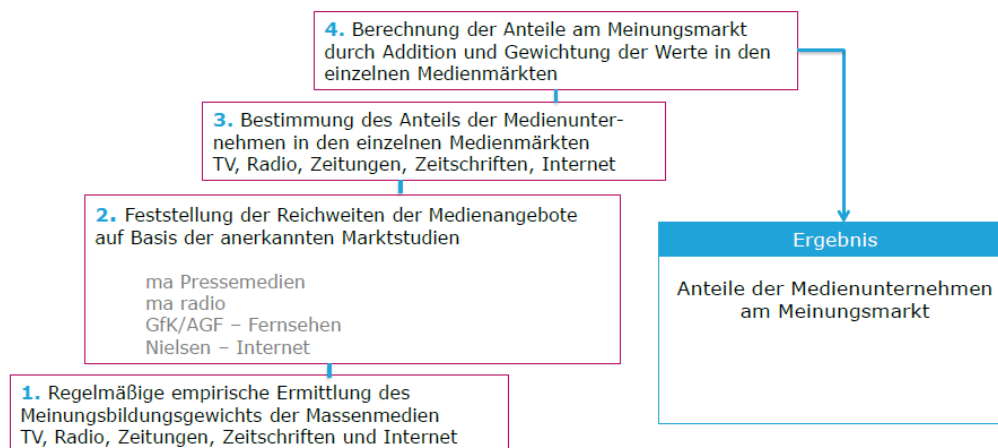 4. Berechnung der Anteile am Meinungsmarkt
durch Addition und Gewichtung der Werte in den
einzelnen Medienmärkten
3. Bestimmung des Anteils der Medienunter-
nehmen in den einzelnen Medienmärkten
TV, Radio, Zeitungen, Zeitschriften, Internet
2. Feststellung der Reichweiten der Medienangebote
auf Basis der anerkannten Marktstudien
ma Pressemedien
ma radio
GfK/AGF – Fernsehen
Nielsen – Internet
1. Regelmäßige empirische Ermittlung des
Meinungsbildungsgewichts der Massenmedien
TV, Radio, Zeitungen, Zeitschriften und Internet
Ergebnis
Anteile der Medienunternehmen
am Meinungsmarkt